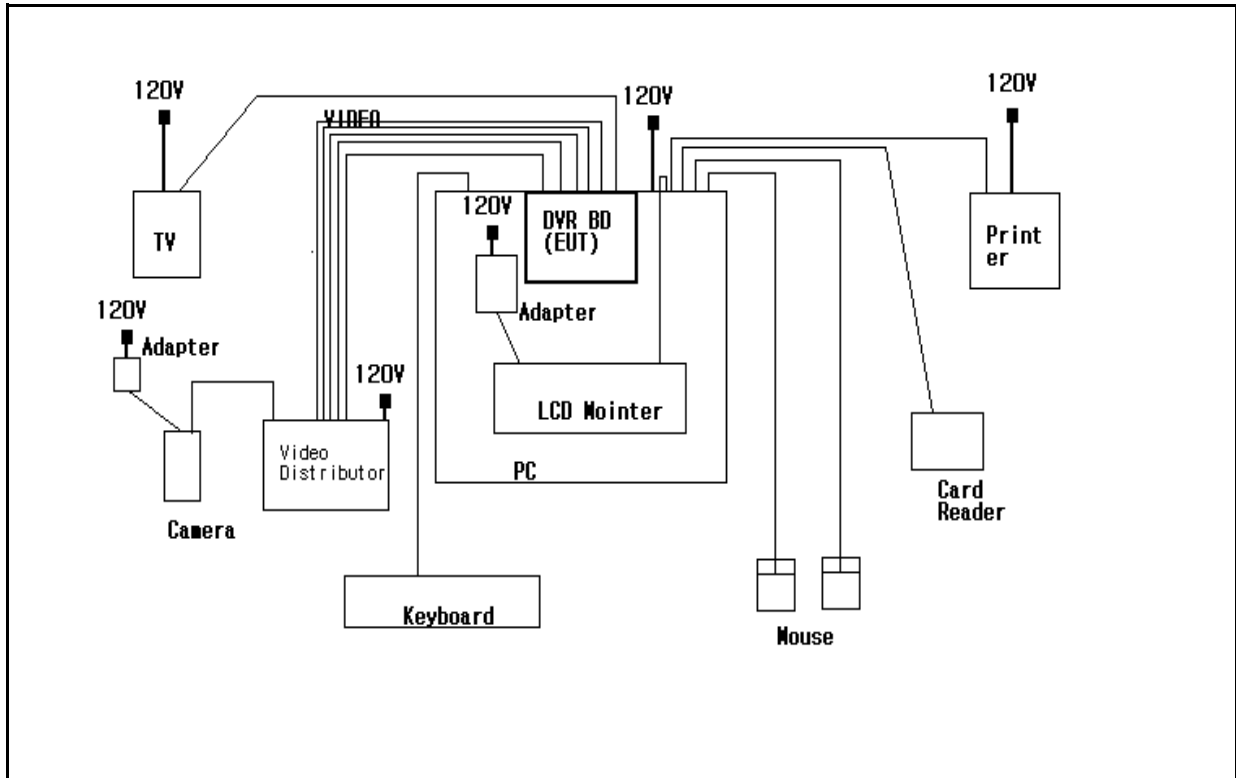 120V
120V
120V
VIDEO
120V
DVR BD
(EUT)
TV
Print
er
120V
Adapter
Adapter
120V
LCD Mointer
Video
Distributor
PC
Card
Reader
Camera
Keyboard
Mouse